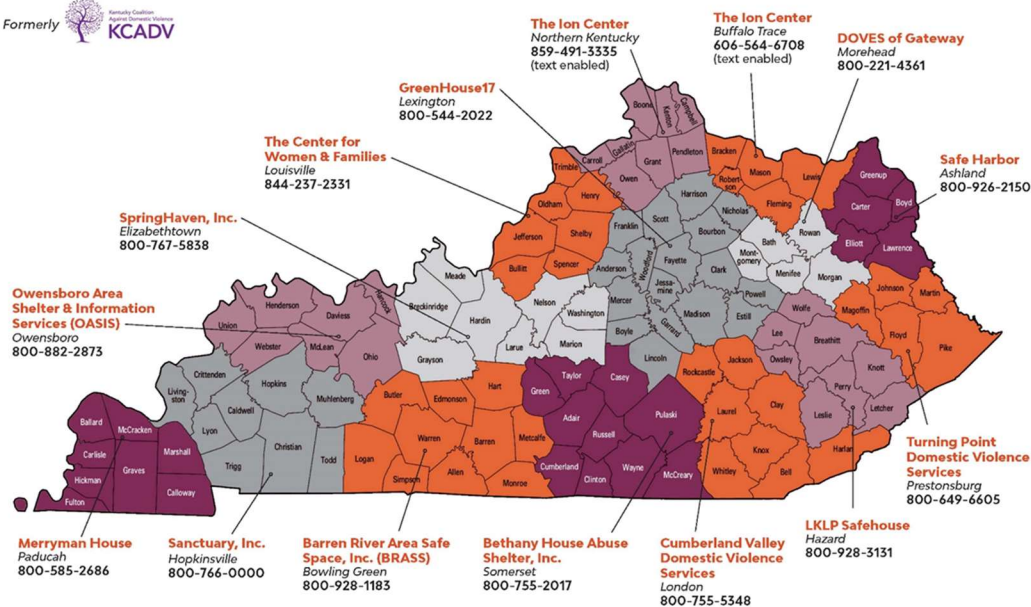 Formerly
Kentucky Coalition
Against Domestic Violence
KCADV
The Ion Center
Northern Kentucky
859-491-3335
(text enabled)
The Ion Center
Buffalo Trace
606-564-6708
(text enabled)
DOVES of Gateway
Morehead
800-221-4361
GreenHouse17
Lexington
800-544-2022
The Center for
Women & Families
Louisville
844-237-2331
Safe Harbor
Ashland
800-926-2150
SpringHaven, Inc.
Elizabethtown
800-767-5838
Owensboro Area
Shelter & Information
Services (OASIS)
Owensboro
800-882-2873
Boone
Kenton
Campbell
Gallatin
Carroll
Trimble
Owen
Grant
Pendleton
Bracken
Robert-
son
Mason
Lewis
Fleming
Greenup
Carter
Boyd
Elliott
Lawrence
Oldham
Henry
Jefferson
Shelby
Bullitt
Spencer
Harrison
Scott
Nicholas
Franklin
Bourbon
Woodford
Fayette
Anderson
Clark
Jessa-
mine
Mercer
Madison
Powell
Estill
Boyle
Garrard
Lincoln
Bath
Rowan
Mont-
gomery
Menifee
Morgan
Johnson
Martin
Magoffin
Floyd
Pike
Wolfe
Lee
Breathitt
Owsley
Knott
Perry
Leslie
Letcher
Meade
Breckinridge
Hardin
Nelson
Washington
Larue
Marion
Grayson
Hancock
Henderson
Daviess
Union
Webster
McLean
Ohio
Crittenden
Living-
ston
Hopkins
Caldwell
Muhlenberg
Lyon
Christian
Trigg
Todd
Butler
Edmonson
Hart
Warren
Barren
Metcalfe
Logan
Simpson
Allen
Monroe
Taylor
Casey
Green
Adair
Pulaski
Russell
Cumberland
Clinton
Wayne
McCreary
Rockcastle
Jackson
Laurel
Clay
Knox
Whitley
Bell
Harlan
Ballard
McCracken
Carlisle
Graves
Marshall
Hickman
Fulton
Calloway
Turning Point
Domestic Violence
Services
Prestonsburg
800-649-6605
LKLP Safehouse
Hazard
800-928-3131
Merryman House
Paducah
800-585-2686
Sanctuary, Inc.
Hopkinsville
800-766-0000
Barren River Area Safe
Space, Inc. (BRASS)
Bowling Green
800-928-1183
Bethany House Abuse
Shelter, Inc.
Somerset
800-755-2017
Cumberland Valley
Domestic Violence
Services
London
800-755-5348